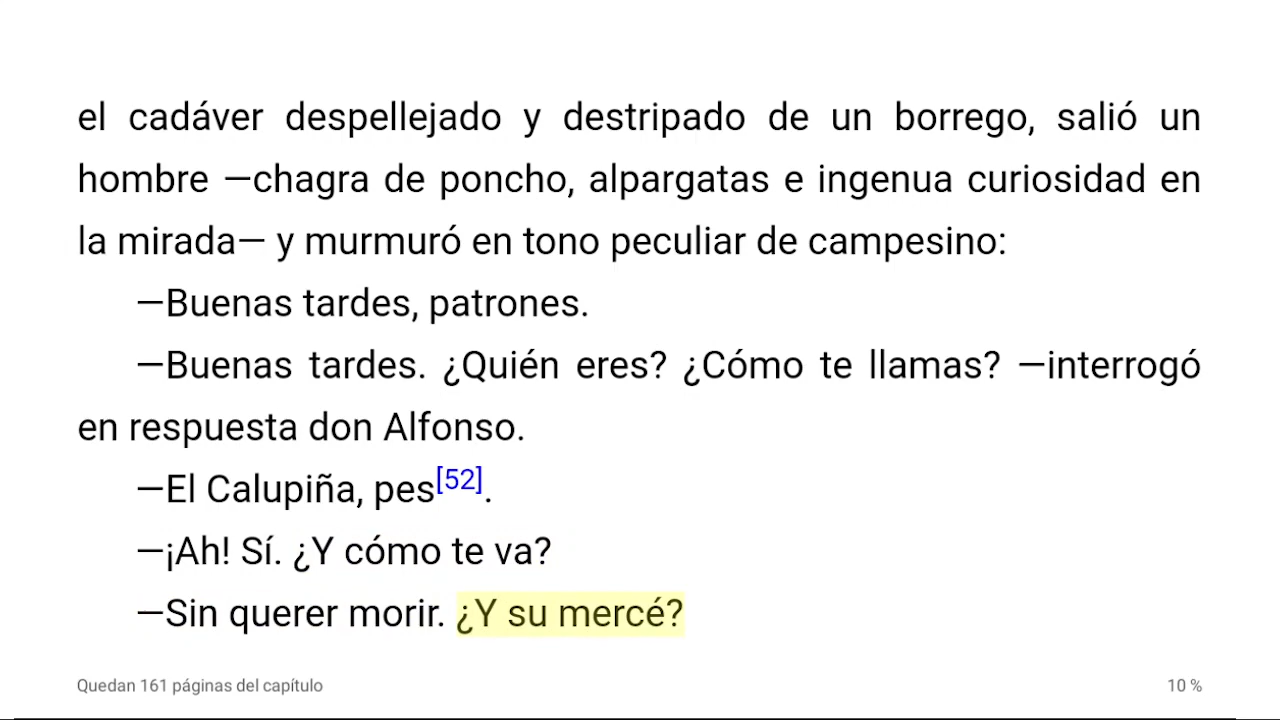 el cadáver despellejado y destripado de un borrego, salió un
hombre —chagra de poncho, alpargatas e ingenua curiosidad en
la mirada— y murmuró en tono peculiar de campesino:
—Buenas tardes, patrones.
—Buenas tardes. ¿Quién eres? ¿Cómo te llamas? —interrogó
en respuesta don Alfonso.
—El Calupiña, pes[52].
—¡Ah! Sí. ¿Y cómo te va?
—Sin querer morir. ¿Y su mercé?
Quedan 161 páginas del capítulo 10 %